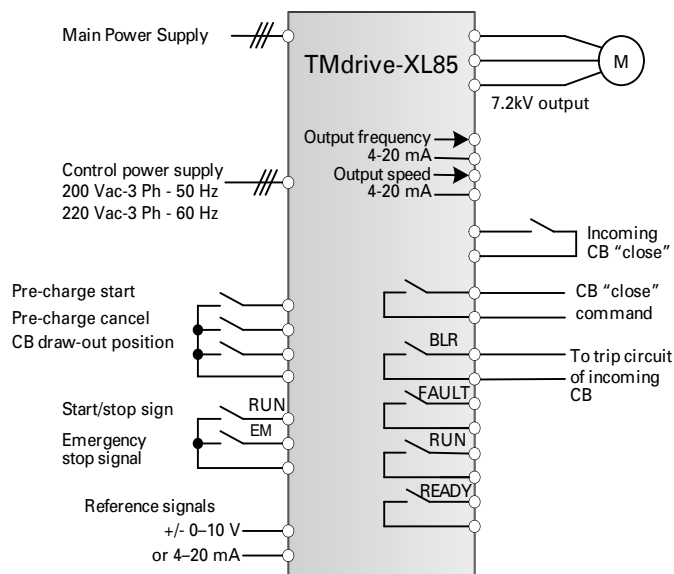 Main Power Supply
TMdrive-XL85
M
7.2kV output
Output frequency
4-20 mA
Output speed
4-20 mA
Control power supply
200 Vac-3 Ph - 50 Hz
220 Vac-3 Ph - 60 Hz
Incoming
CB “close”
Pre-charge start
Pre-charge cancel
CB draw-out position
CB “close”
command
BLR
To trip circuit
of incoming
CB
FAULT
Start/stop sign
RUN
EM
Emergency
stop signal
RUN
READY
Reference signals
+/- 0–10 V
or 4–20 mA